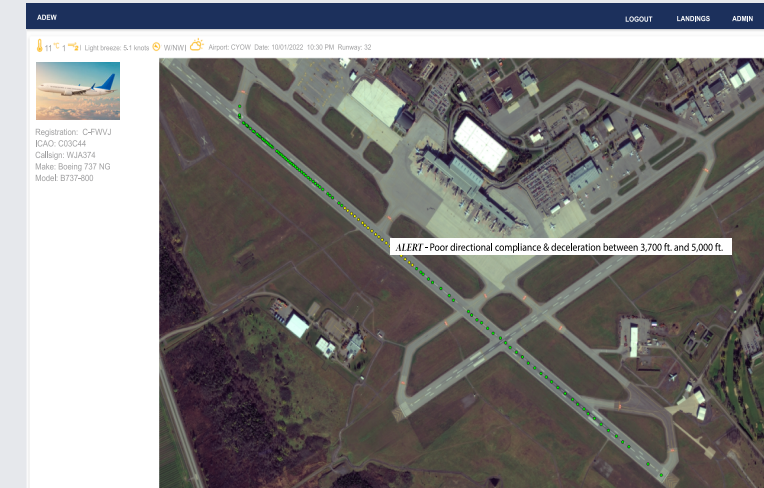 ADEW
LOGOUT LANDINGS ADMIN
11 °C 1 Light breeze: 5.1 knots W/NW Airport: CYOW Date: 10/01/2022 10:30 PM Runway: 32
Registration: C-FWVJ
ICAO: C03C44
Callsign: WJA374
Make: Boeing 737 NG
Model: B737-800
ALERT - Poor directional compliance & deceleration between 3,700 ft. and 5,000 ft.